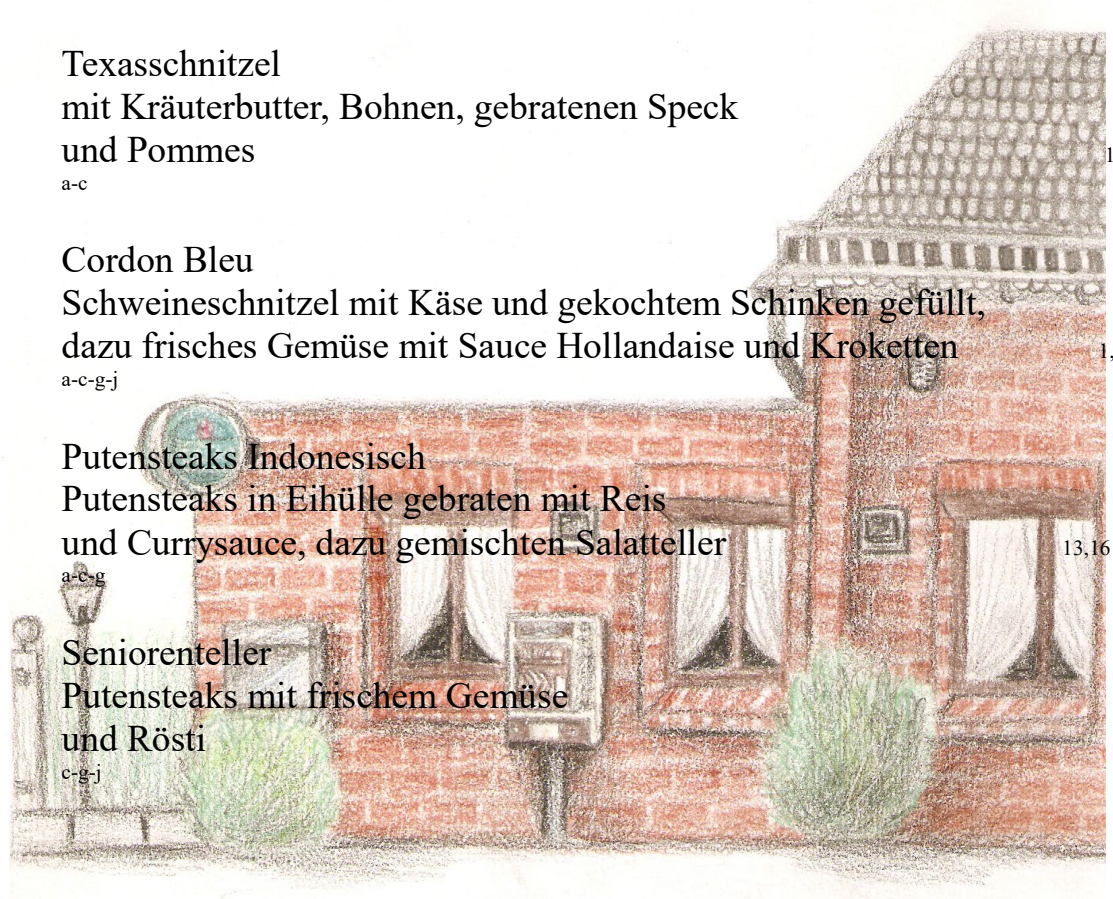 Texasschnitzel
mit Kräuterbutter, Bohnen, gebratenen Speck
und Pommes 1
a-c
Cordon Bleu
Schweineschnitzel mit Käse und gekochtem Schinken gefüllt,
dazu frisches Gemüse mit Sauce Hollandaise und Kroketten 1,
a-c-g-j
Putensteaks Indonesisch
Putensteaks in Eihülle gebraten mit Reis
und Currysauce, dazu gemischten Salatteller 13,16
a-c-g
Seniorenteller
Putensteaks mit frischem Gemüse
und Rösti
c-g-j